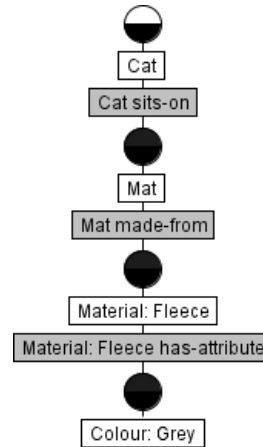 Cat
Cat sits-on
Mat
Mat made-from
Material: Fleece
Material: Fleece has-attribute
Colour: Grey